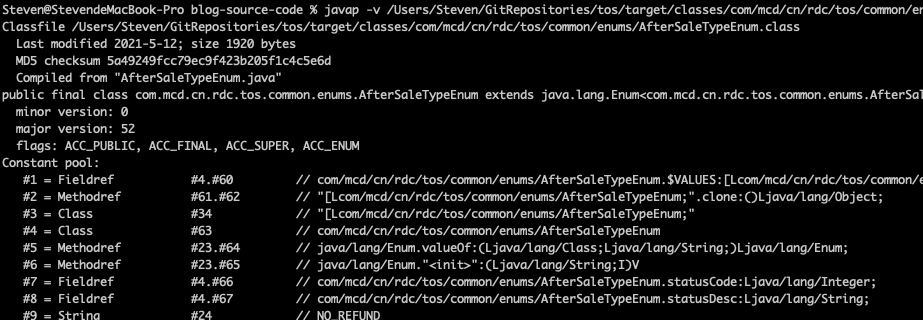 Steven@StevendeMacBook-Pro blog-source-code % javap -v /Users/Steven/GitRepositories/tos/target/classes/com/mcd/cn/rdc/tos/common/en
Classfile /Users/Steven/GitRepositories/tos/target/classes/com/mcd/cn/rdc/tos/common/enums/AfterSaleTypeEnum.class
  Last modified 2021-5-12; size 1920 bytes
  MD5 checksum 5a49249fcc79ec9f423b205f1c4c5e6d
  Compiled from "AfterSaleTypeEnum.java"
public final class com.mcd.cn.rdc.tos.common.enums.AfterSaleTypeEnum extends java.lang.Enum<com.mcd.cn.rdc.tos.common.enums.AfterSal
  minor version: 0
  major version: 52
  flags: ACC_PUBLIC, ACC_FINAL, ACC_SUPER, ACC_ENUM
Constant pool:
   #1 = Fieldref           #4.#60         // com/mcd/cn/rdc/tos/common/enums/AfterSaleTypeEnum.$VALUES:[Lcom/mcd/cn/rdc/tos/common/e
   #2 = Methodref          #61.#62        // "[Lcom/mcd/cn/rdc/tos/common/enums/AfterSaleTypeEnum;".clone:()Ljava/lang/Object;
   #3 = Class              #34            // "[Lcom/mcd/cn/rdc/tos/common/enums/AfterSaleTypeEnum;"
   #4 = Class              #63            // com/mcd/cn/rdc/tos/common/enums/AfterSaleTypeEnum
   #5 = Methodref          #23.#64        // java/lang/Enum.valueOf:(Ljava/lang/Class;Ljava/lang/String;)Ljava/lang/Enum;
   #6 = Methodref          #23.#65        // java/lang/Enum."<init>":(Ljava/lang/String;I)V
   #7 = Fieldref           #4.#66         // com/mcd/cn/rdc/tos/common/enums/AfterSaleTypeEnum.statusCode:Ljava/lang/Integer;
   #8 = Fieldref           #4.#67         // com/mcd/cn/rdc/tos/common/enums/AfterSaleTypeEnum.statusDesc:Ljava/lang/String;
   #9 = String             #24            // NO_REFUND